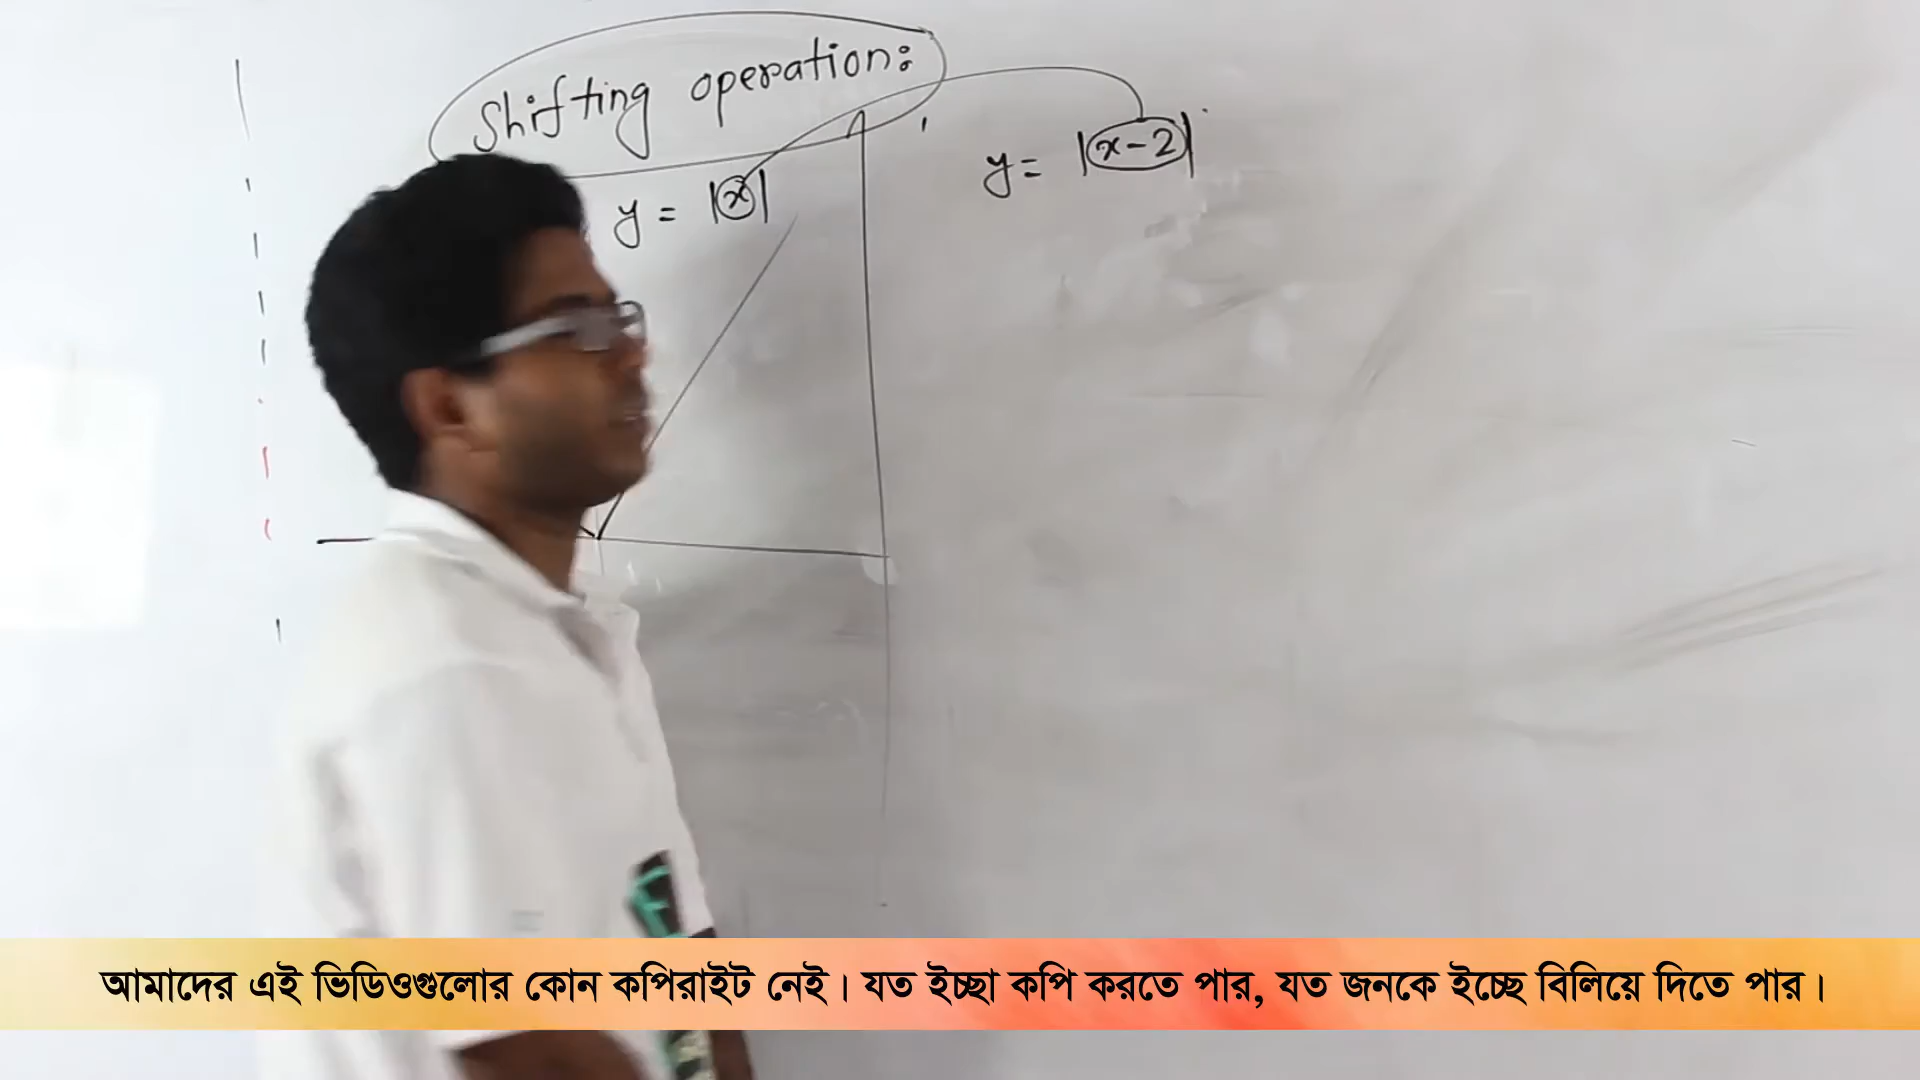 Shifting operation:
y = |x|
y = |x-2|
আমাদের এই ভিডিওগুলোর কোন কপিরাইট নেই। যত ইচ্ছা কপি করতে পার, যত জনকে ইচ্ছে বিলিয়ে দিতে পার।